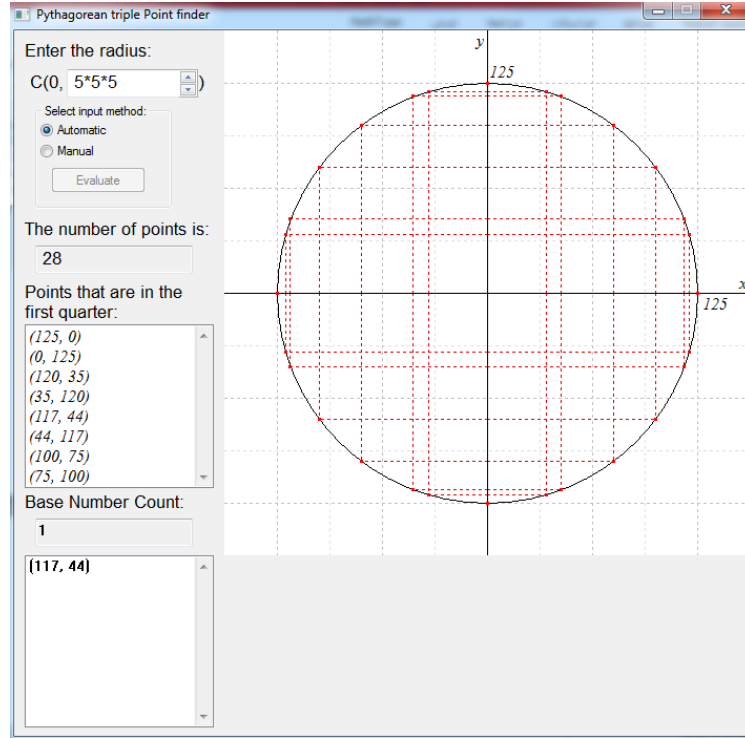 Pythagorean triple Point finder
Enter the radius:
C(0, 5*5*5 )
Select input method:
Automatic
Manual
Evaluate
The number of points is:
28
Points that are in the
first quarter:
(125, 0)
(0, 125)
(120, 35)
(35, 120)
(117, 44)
(44, 117)
(100, 75)
(75, 100)
Base Number Count:
1
(117, 44)
y
125
x
125